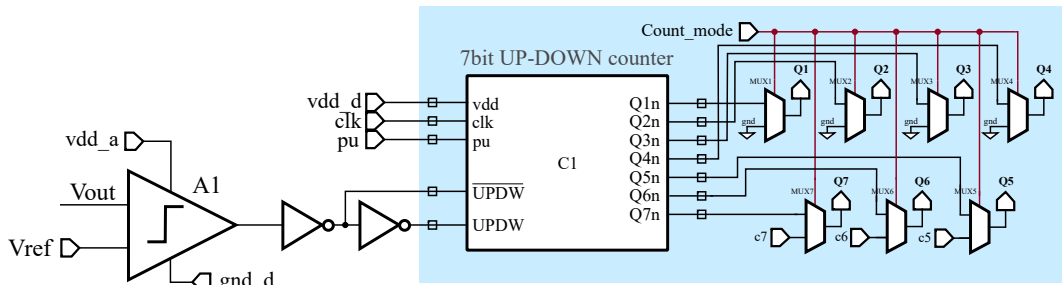 Count_mode
7bit UP-DOWN counter
Q1
Q2
Q3
Q4
MUX1
MUX2
MUX3
MUX4
vdd_d
clk
pu
vdd
clk
pu
Q1n
Q2n
Q3n
Q4n
Q5n
Q6n
Q7n
C1
gnd
gnd
gnd
gnd
vdd_a
A1
Vout
Vref
gnd_d
UPDW
UPDW
MUX7
MUX6
MUX5
Q7
Q6
Q5
c7
c6
c5